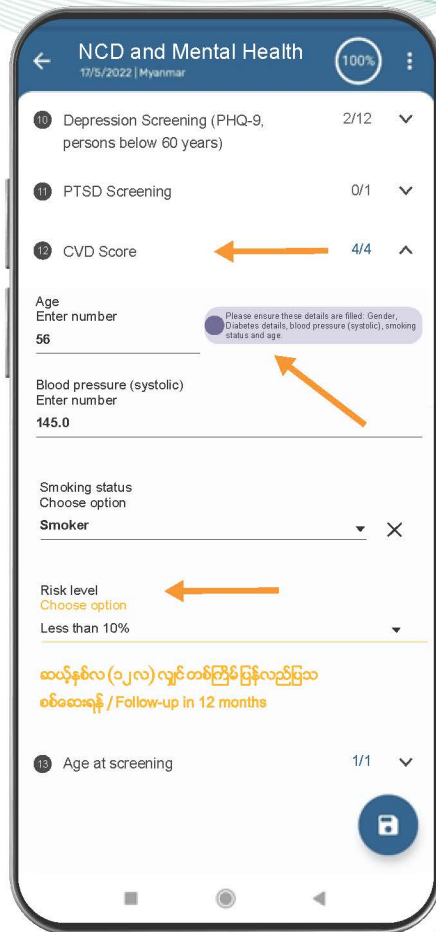 NCD and Mental Health
17/5/2022 | Myanmar
100%
10 Depression Screening (PHQ-9, 2/12
persons below 60 years)
11 PTSD Screening 0/1
12 CVD Score 4/4
Age
Enter number
56
Please ensure these details are filled: Gender,
Diabetes details, blood pressure (systolic), smoking
status and age.
Blood pressure (systolic)
Enter number
145.0
Smoking status
Choose option
Smoker
Risk level
Choose option
Less than 10%
ဆယ့်နှစ်လ (၁၂လ) လျှင် တစ်ကြိမ် ပြန်လည်ပြသ
စစ်ဆေးရန် / Follow-up in 12 months
13 Age at screening 1/1